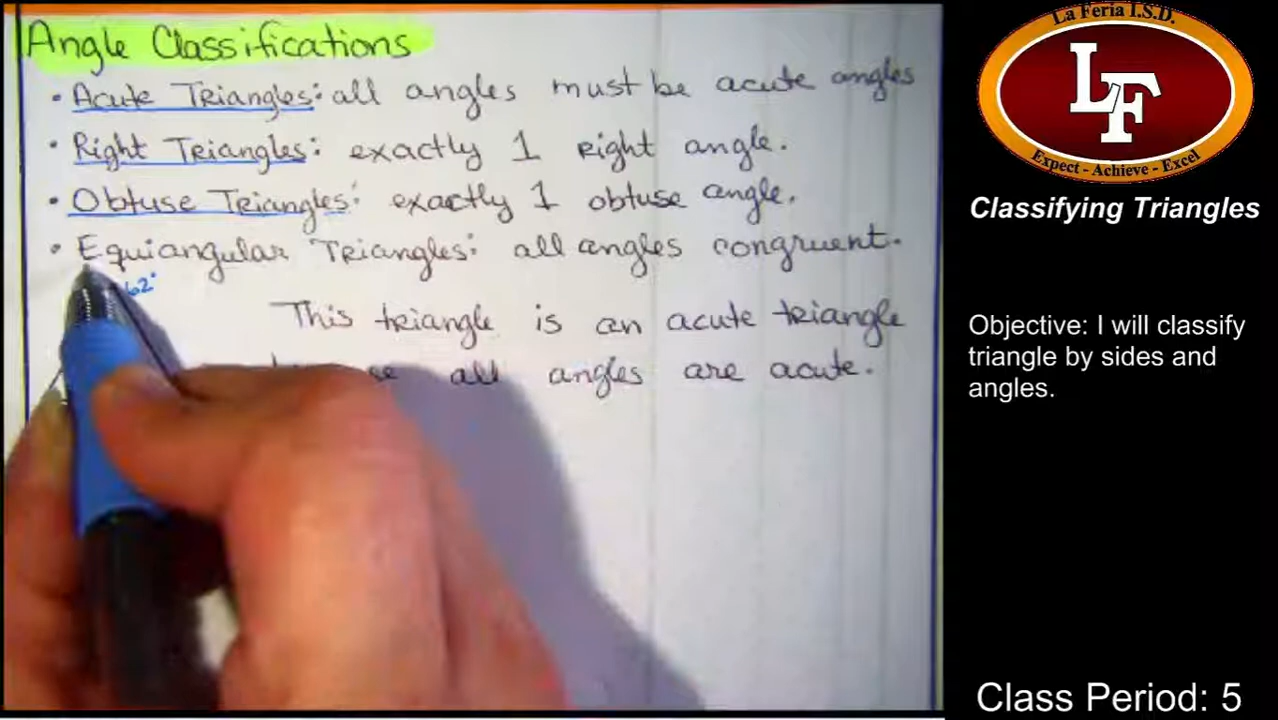 Angle Classifications
• Acute Triangles: all angles must be acute angles
• Right Triangles: exactly 1 right angle.
• Obtuse Triangles: exactly 1 obtuse angle.
• Equiangular Triangles: all angles congruent.
62°
This triangle is an acute triangle
all angles are acute.
La Feria I.S.D.
LF
Expect - Achieve - Excel
Classifying Triangles
Objective: I will classify
triangle by sides and
angles.
Class Period: 5